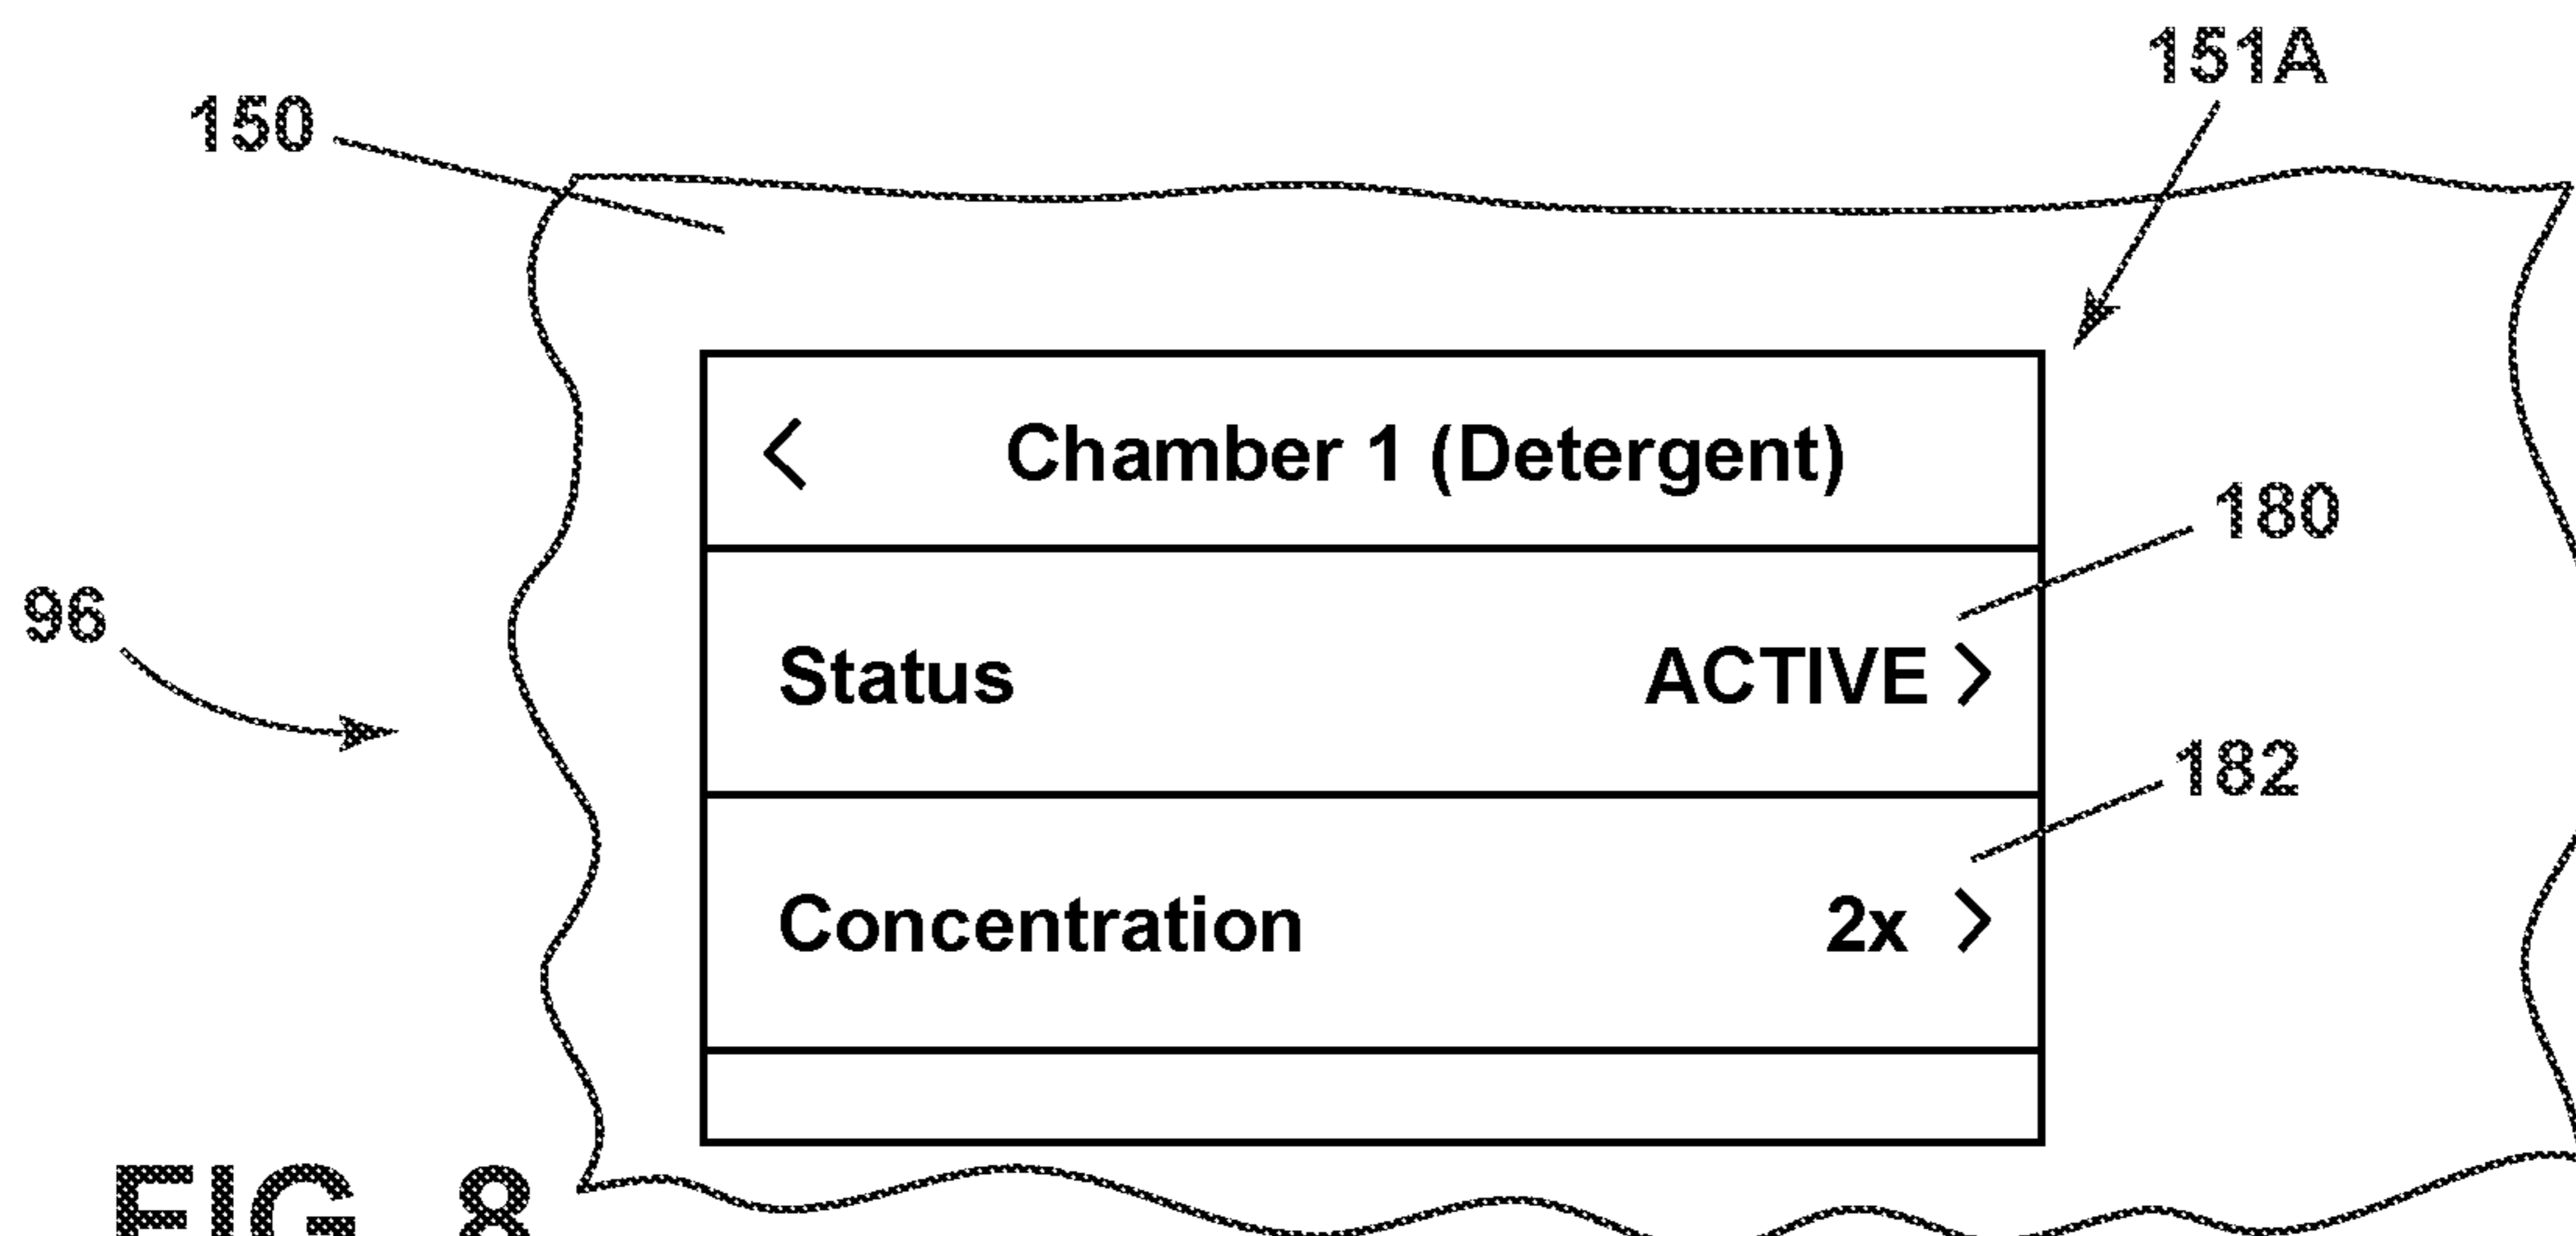 151A
150
< Chamber 1 (Detergent)
180
96
Status ACTIVE >
182
Concentration 2x >
FIG. 8